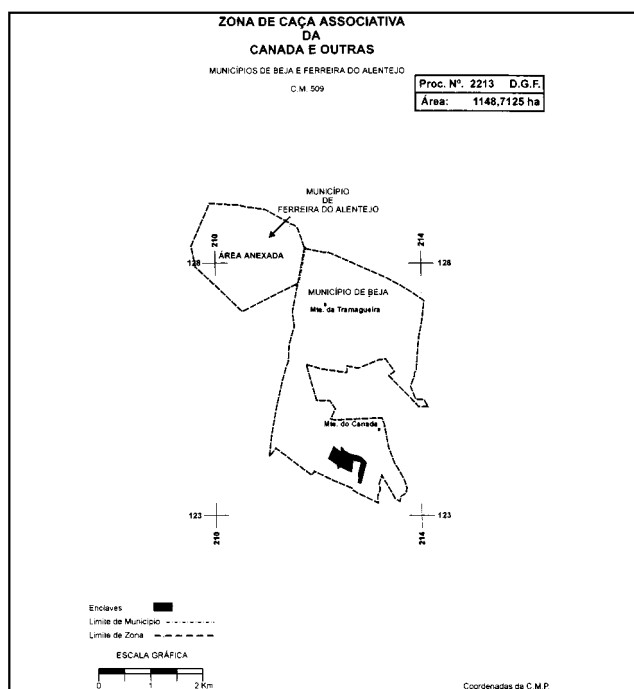 ZONA DE CAÇA ASSOCIATIVA
DA
CANADA E OUTRAS
MUNICÍPIOS DE BEJA E FERREIRA DO ALENTEJO
C.M. 509
Proc. Nº. 2213 D.G.F.
Área: 1148,7125 ha
MUNICÍPIO
DE
FERREIRA DO ALENTEJO
210
214
ÁREA ANEXADA
128
128
MUNICÍPIO DE BEJA
Mte. da Tramagueira
Mte. do Canada
123
123
210
214
Enclaves
Limite de Município
Limite de Zona
ESCALA GRÁFICA
0 1 2 Km
Coordenadas da C.M.P.